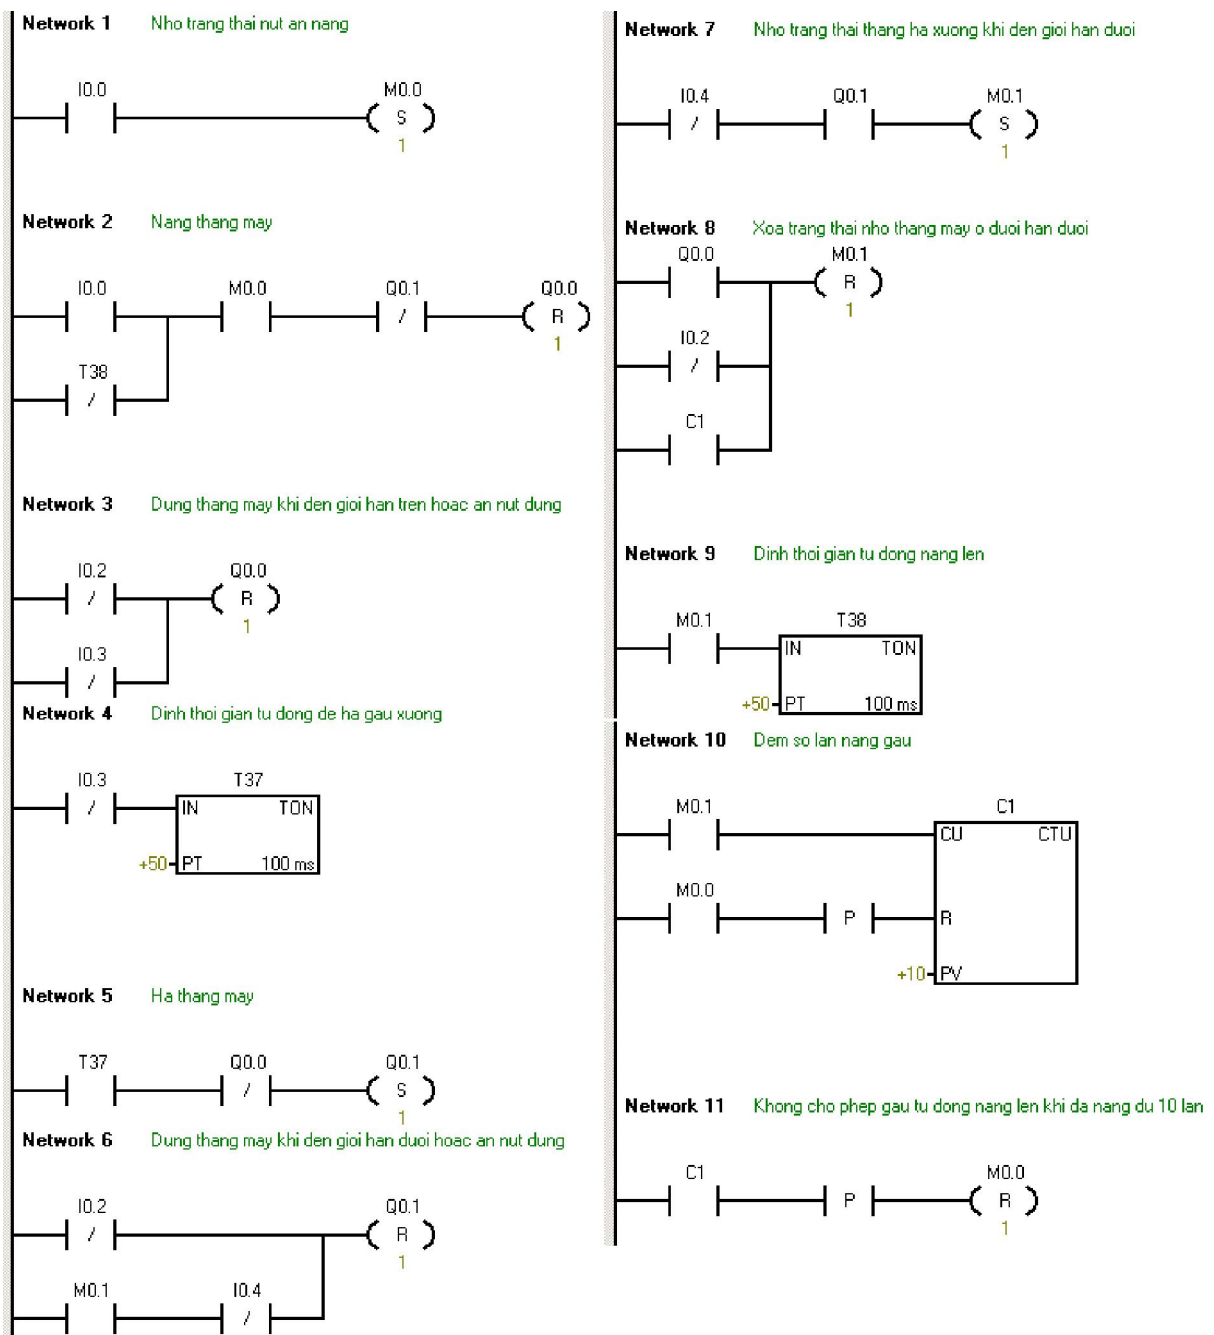 Network 1 Nho trang thai nut an nang
I0.0 M0.0
S
1
Network 2 Nang thang may
I0.0 M0.0 Q0.1 Q0.0
/ R
1
T38
/
Network 3 Dung thang may khi den gioi han tren hoac an nut dung
I0.2 Q0.0
/ R
1
I0.3
/
Network 4 Dinh thoi gian tu dong de ha gau xuong
I0.3 T37
/ IN TON
+50 PT 100 ms
Network 5 Ha thang may
T37 Q0.0 Q0.1
/ S
1
Network 6 Dung thang may khi den gioi han duoi hoac an nut dung
I0.2 Q0.1
/ R
1
M0.1 I0.4
/
Network 7 Nho trang thai thang ha xuong khi den gioi han duoi
I0.4 Q0.1 M0.1
/ S
1
Network 8 Xoa trang thai nho thang may o duoi han duoi
Q0.0 M0.1
R
1
I0.2
/
C1
Network 9 Dinh thoi gian tu dong nang len
M0.1 T38
IN TON
+50 PT 100 ms
Network 10 Dem so lan nang gau
M0.1 C1
CU CTU
M0.0
P R
+10 PV
Network 11 Khong cho phep gau tu dong nang len khi da nang du 10 lan
C1 M0.0
P R
1